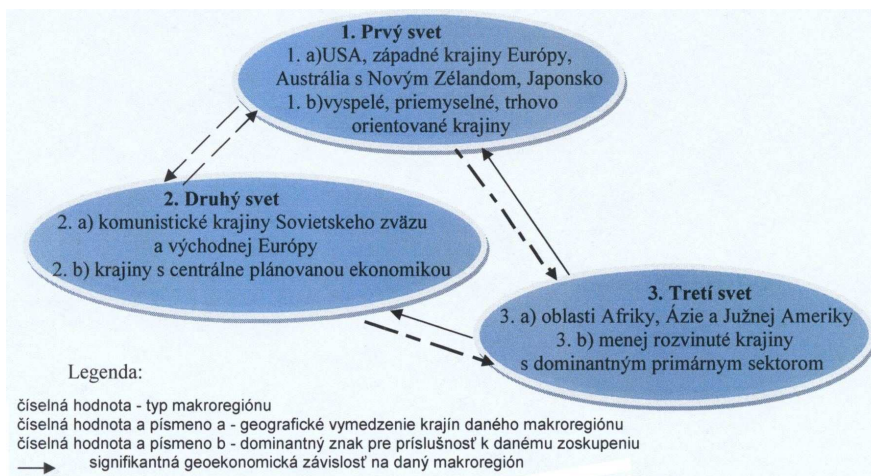 1. Prvý svet
1. a)USA, západné krajiny Európy,
Austrália s Novým Zélandom, Japonsko
1. b)vyspelé, priemyselné, trhovo
orientované krajiny
2. Druhý svet
2. a) komunistické krajiny Sovietskeho zväzu
a východnej Európy
2. b) krajiny s centrálne plánovanou ekonomikou
3. Tretí svet
3. a) oblasti Afriky, Ázie a Južnej Ameriky
3. b) menej rozvinuté krajiny
s dominantným primárnym sektorom
Legenda:
číselná hodnota - typ makroregiónu
číselná hodnota a písmeno a - geografické vymedzenie krajín daného makroregiónu
číselná hodnota a písmeno b - dominantný znak pre príslušnosť k danému zoskupeniu
signifikantná geoekonomická závislosť na daný makroregión